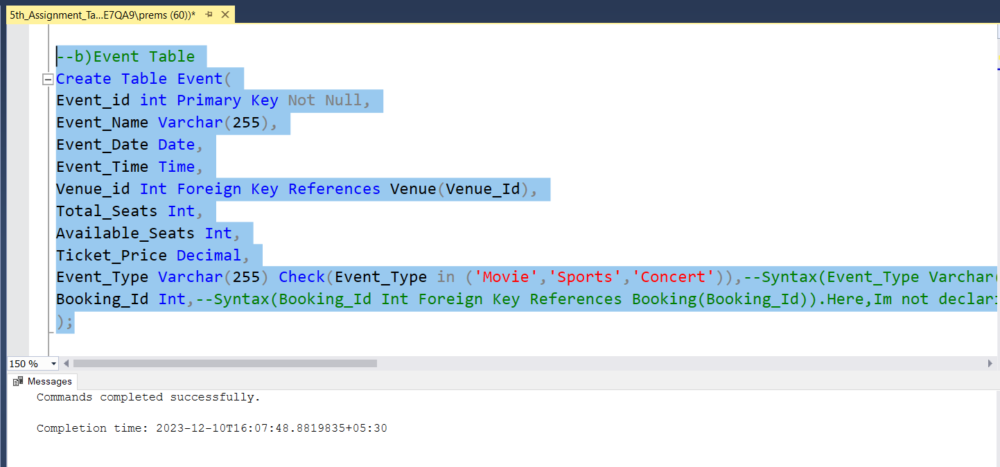 5th_Assignment_Ta...E7QA9\prems (60))*
--b)Event Table
Create Table Event(
Event_id int Primary Key Not Null,
Event_Name Varchar(255),
Event_Date Date,
Event_Time Time,
Venue_id Int Foreign Key References Venue(Venue_Id),
Total_Seats Int,
Available_Seats Int,
Ticket_Price Decimal,
Event_Type Varchar(255) Check(Event_Type in ('Movie','Sports','Concert')),--Syntax(Event_Type Varchar(
Booking_Id Int,--Syntax(Booking_Id Int Foreign Key References Booking(Booking_Id)).Here,Im not declari
);
150 %
Messages
Commands completed successfully.
Completion time: 2023-12-10T16:07:48.8819835+05:30